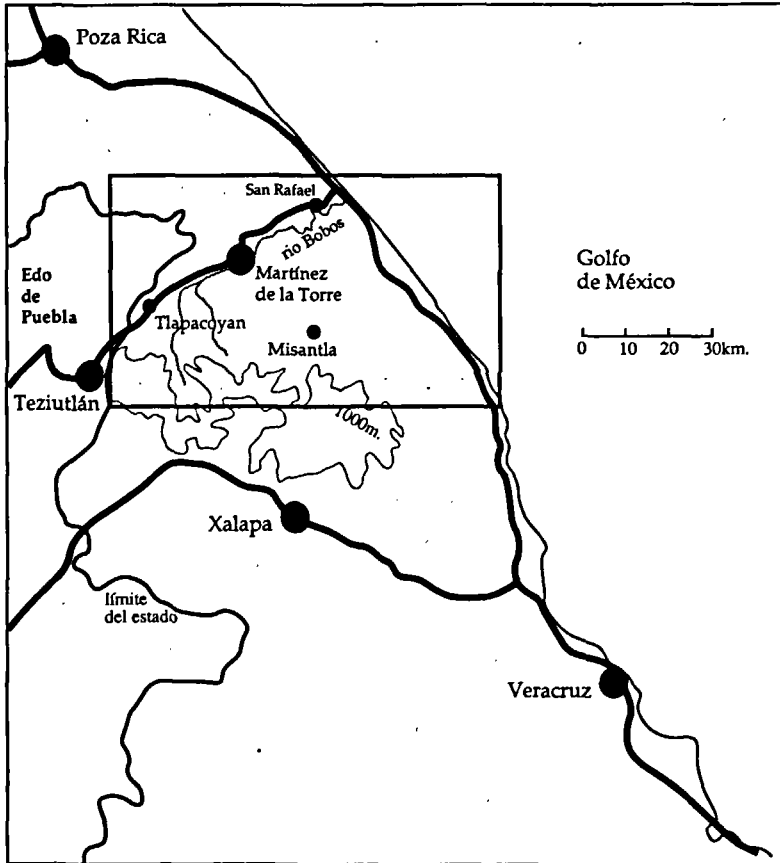 Poza Rica
San Rafael
río Bobos
Martínez
de la Torre
Golfo
de México
Edo
de
Puebla
Tlapacoyan
Misantla
0 10 20 30km.
Teziutlán
1000m.
Xalapa
límite
del estado
Veracruz